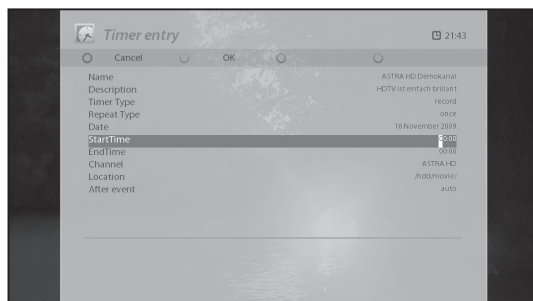 Timer entry 21:43
Cancel OK
Name ASTRA HD Demokanal
Description HDTV ist einfach brillant
Timer Type record
Repeat Type once
Date 18.November 2009
StartTime 00:00
EndTime 00:00
Channel ASTRA HD
Location /hdd/movie/
After event auto